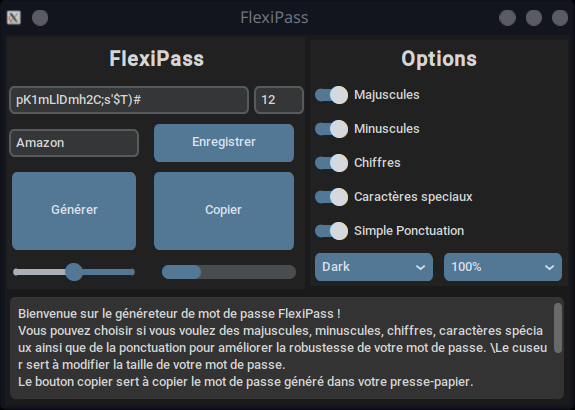 FlexiPass
FlexiPass
pK1mLlDmh2C;s'$T)#
12
Amazon
Enregistrer
Générer
Copier
Options
Majuscules
Minuscules
Chiffres
Caractères speciaux
Simple Ponctuation
Dark
100%
Bienvenue sur le généreteur de mot de passe FlexiPass !
Vous pouvez choisir si vous voulez des majuscules, minuscules, chiffres, caractères spécia
ux ainsi que de la ponctuation pour améliorer la robustesse de votre mot de passe. \Le cuseu
r sert à modifier la taille de votre mot de passe.
Le bouton copier sert à copier le mot de passe généré dans votre presse-papier.